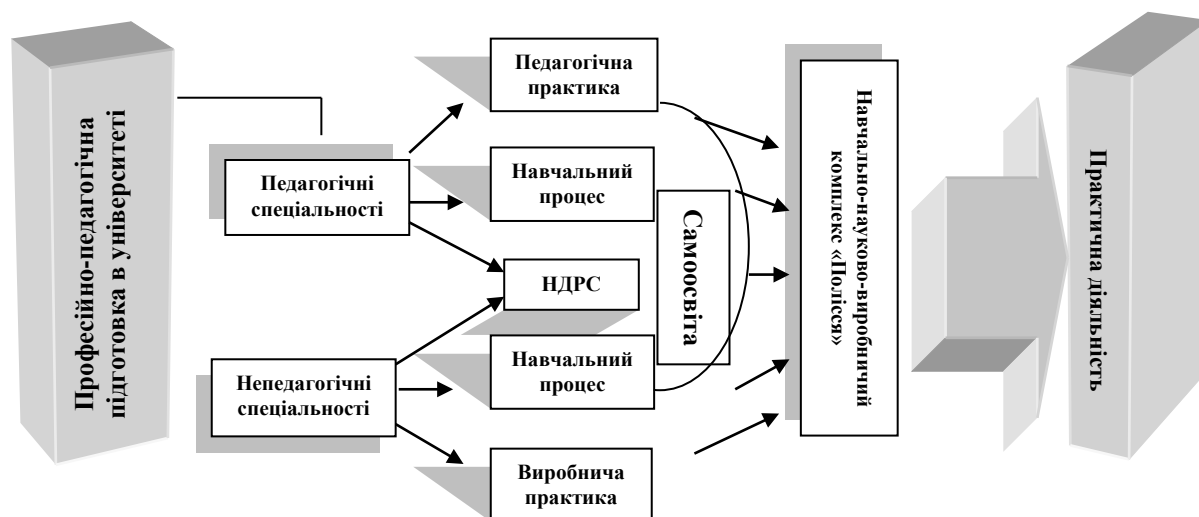 Професійно-педагогічна
підготовка в університеті
Педагогічні
спеціальності
Непедагогічні
спеціальності
Педагогічна
практика
Навчальний
процес
НДРС
Навчальний
процес
Виробнича
практика
Самоосвіта
Навчально-науково-виробничий
комплекс «Полісся»
Практична діяльність